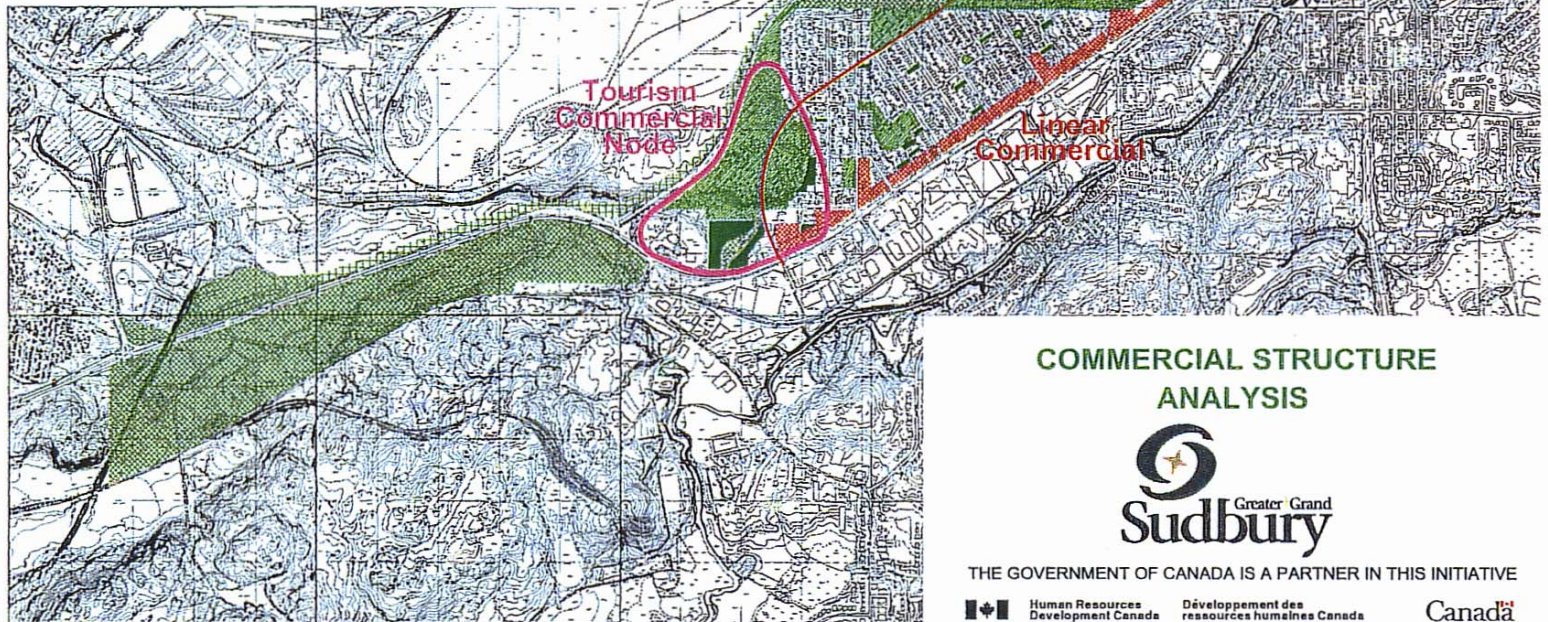 Tourism
Commercial
Node
Linear
Commercial
COMMERCIAL STRUCTURE
ANALYSIS
Greater Grand
Sudbury
THE GOVERNMENT OF CANADA IS A PARTNER IN THIS INITIATIVE
Human Resources
Development Canada
Développement des
ressources humaines Canada
Canada